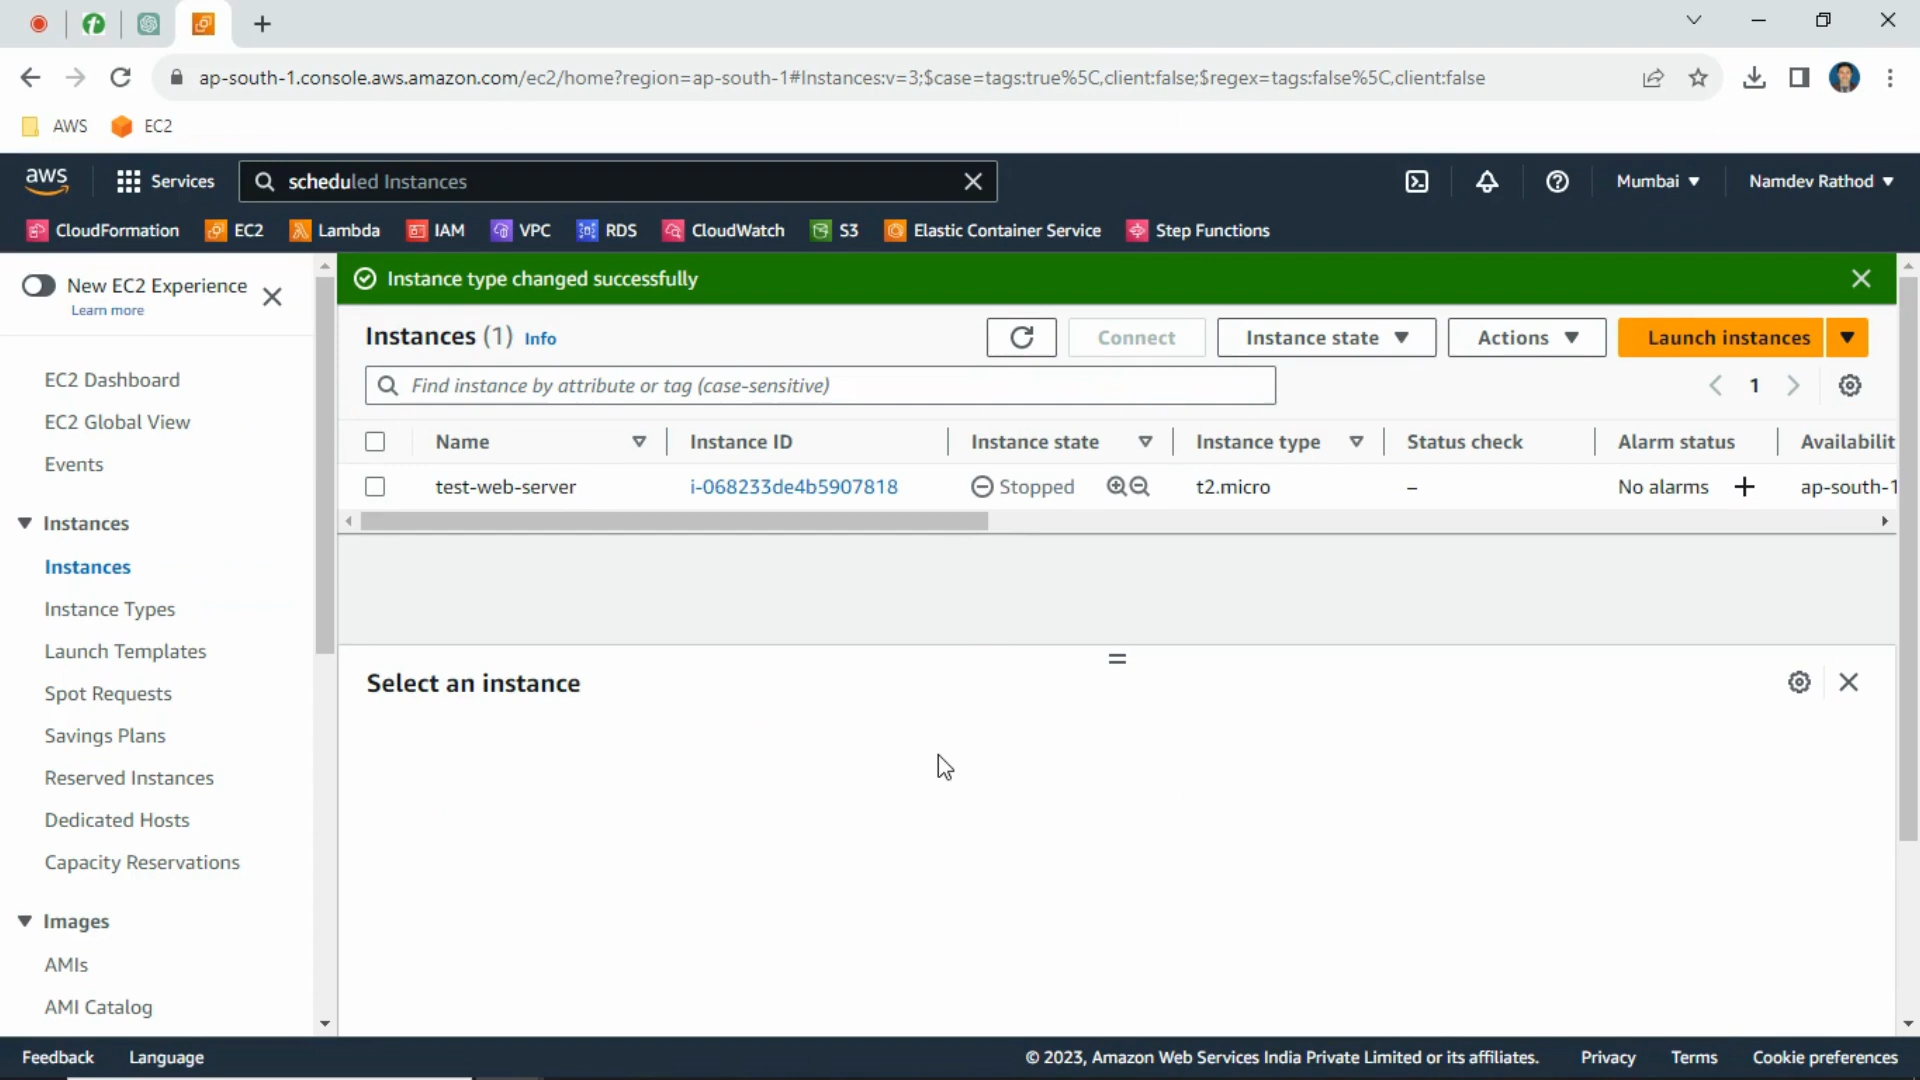 ap-south-1.console.aws.amazon.com/ec2/home?region=ap-south-1#Instances:v=3;$case=tags:true%5C,client:false;$regex=tags:false%5C,client:false
AWS EC2
aws Services scheduled Instances Mumbai Namdev Rathod
CloudFormation EC2 Lambda IAM VPC RDS CloudWatch S3 Elastic Container Service Step Functions
New EC2 Experience
Learn more
EC2 Dashboard
EC2 Global View
Events
Instances
Instances
Instance Types
Launch Templates
Spot Requests
Savings Plans
Reserved Instances
Dedicated Hosts
Capacity Reservations
Images
AMIs
AMI Catalog
Instance type changed successfully
Instances (1) Info Connect Instance state Actions Launch instances
Find instance by attribute or tag (case-sensitive) 1
Name Instance ID Instance state Instance type Status check Alarm status Availabilit
test-web-server i-068233de4b5907818 Stopped t2.micro – No alarms + ap-south-1
Select an instance
Feedback Language © 2023, Amazon Web Services India Private Limited or its affiliates. Privacy Terms Cookie preferences